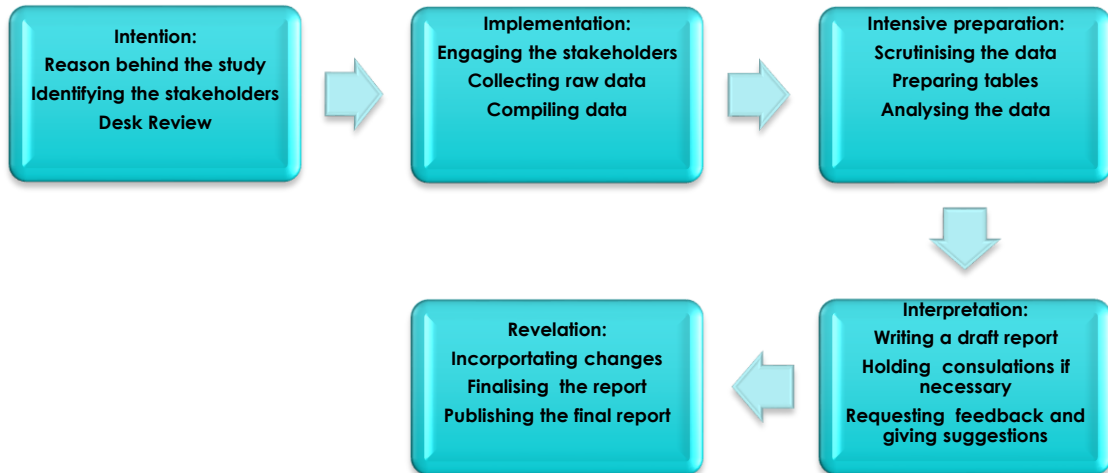 Intention:
Reason behind the study
Identifying the stakeholders
Desk Review
Implementation:
Engaging the stakeholders
Collecting raw data
Compiling data
Intensive preparation:
Scrutinising the data
Preparing tables
Analysing the data
Interpretation:
Writing a draft report
Holding consulations if
necessary
Requesting feedback and
giving suggestions
Revelation:
Incorportating changes
Finalising the report
Publishing the final report